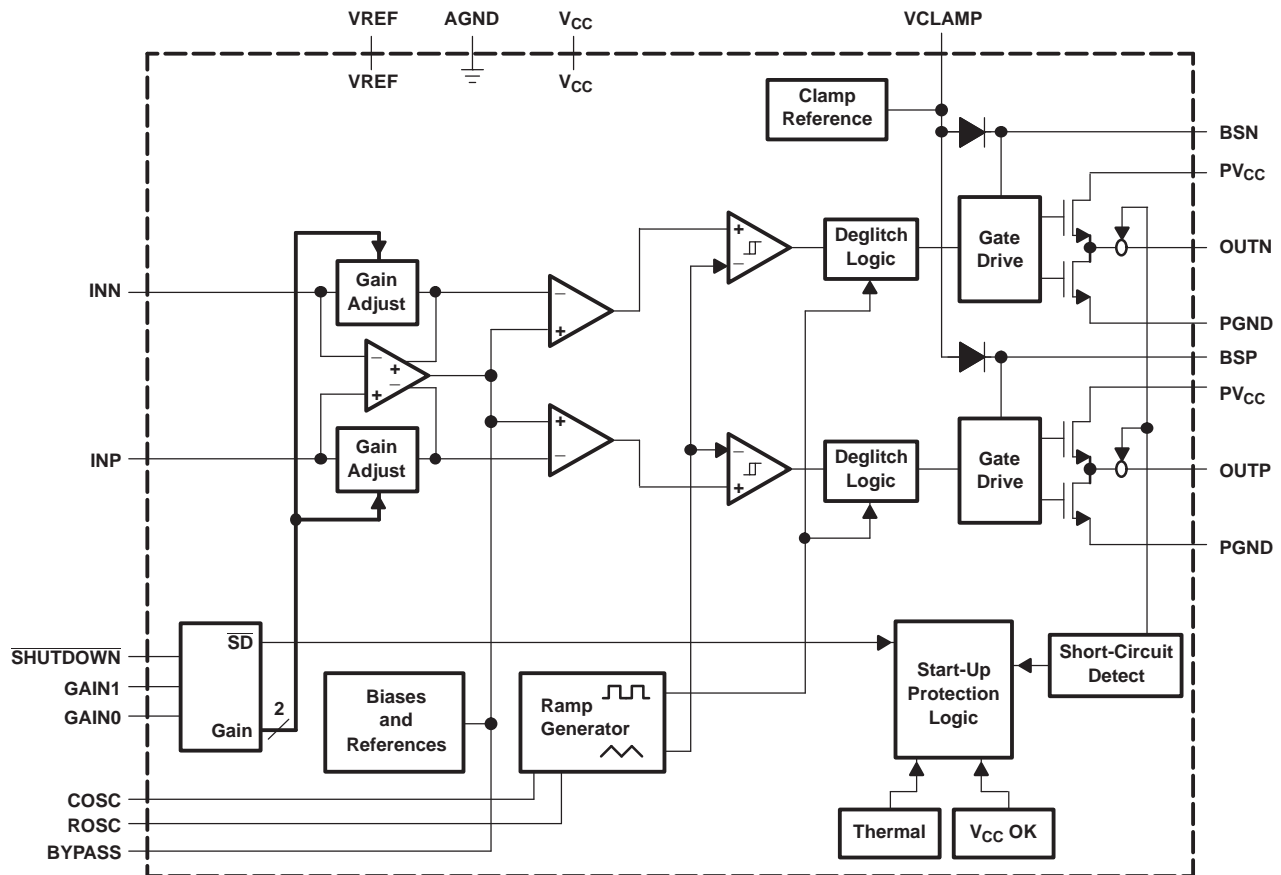 VREF
AGND
VCC
VCLAMP
VREF
VCC
Clamp
Reference
BSN
PVCC
Gain
Adjust
+
−
Deglitch
Logic
Gate
Drive
OUTN
INN
−
+
−
+
−
+
PGND
BSP
PVCC
Gain
Adjust
+
−
−
+
Deglitch
Logic
Gate
Drive
OUTP
INP
PGND
SHUTDOWN
GAIN1
GAIN0
SD
Gain
2
Biases
and
References
Ramp
Generator
Start-Up
Protection
Logic
Short-Circuit
Detect
COSC
ROSC
BYPASS
Thermal
VCC OK